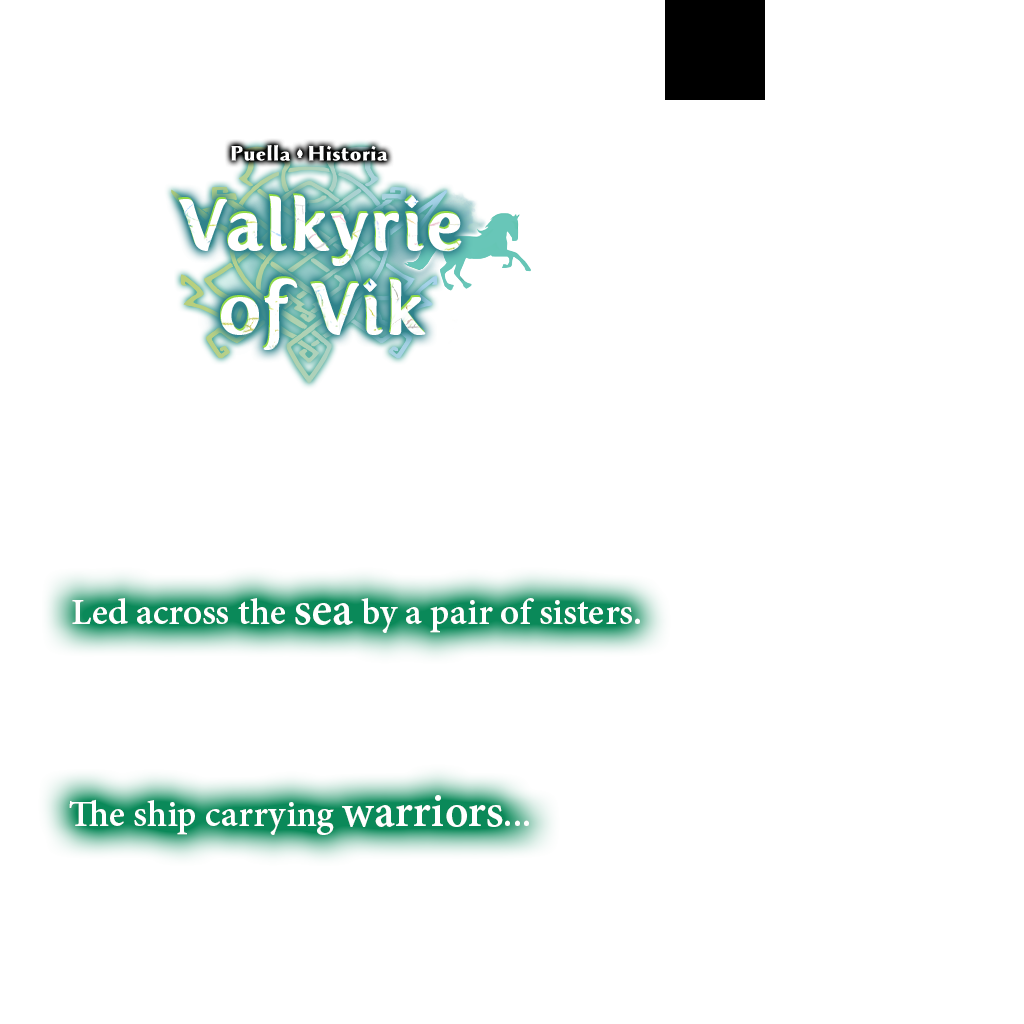 Puella ♦ Historia
Valkyrie
of Vik
Led across the sea by a pair of sisters.
The ship carrying warriors...